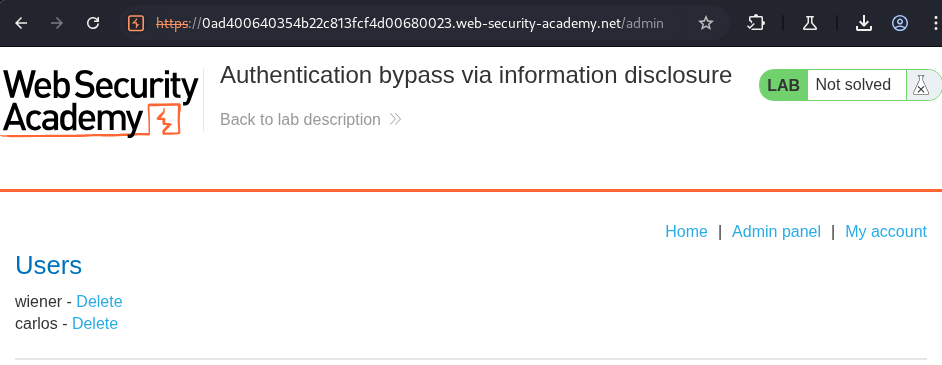 https://0ad400640354b22c813fcf4d00680023.web-security-academy.net/admin
Web Security
Academy
Authentication bypass via information disclosure
Back to lab description
LAB Not solved
Home | Admin panel | My account
Users
wiener - Delete
carlos - Delete